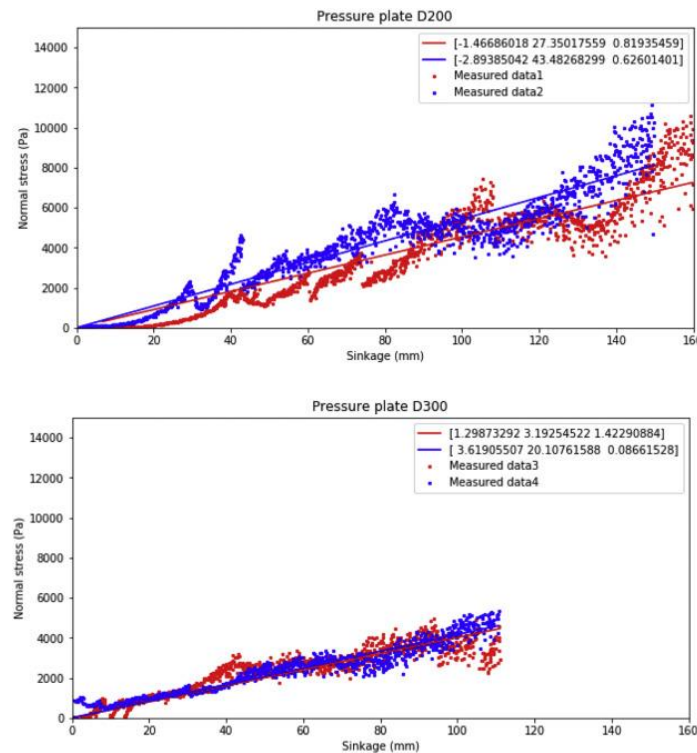 Pressure plate D200
14000
12000
10000
8000
6000
4000
2000
0
Normal stress (Pa)
[-1.46686018 27.35017559 0.81935459]
[-2.89385042 43.48268299 0.62601401]
Measured data1
Measured data2
0 20 40 60 80 100 120 140 160
Sinkage (mm)
Pressure plate D300
14000
12000
10000
8000
6000
4000
2000
0
Normal stress (Pa)
[1.29873292 3.19254522 1.42290884]
[ 3.61905507 20.10761588 0.08661528]
Measured data3
Measured data4
0 20 40 60 80 100 120 140 160
Sinkage (mm)